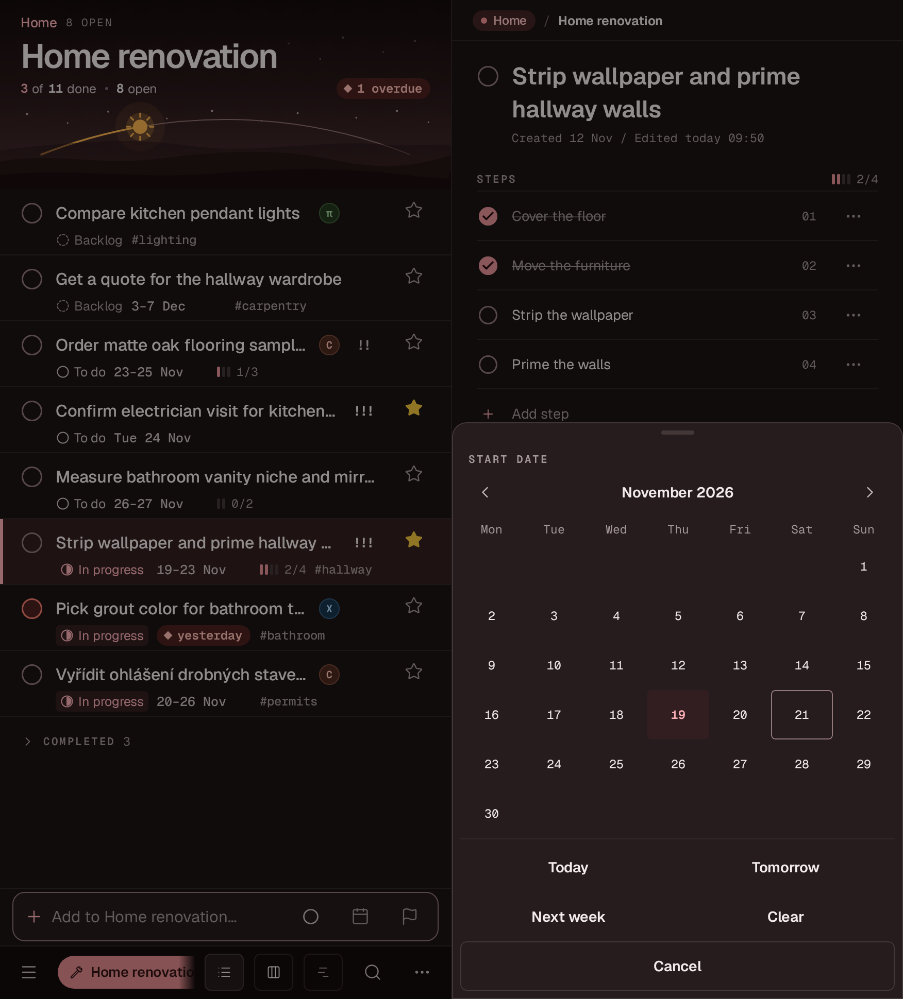 Home 8 OPEN
Home renovation
3 of 11 done • 8 open
◆ 1 overdue
Compare kitchen pendant lights π
Backlog #lighting
Get a quote for the hallway wardrobe
Backlog 3–7 Dec #carpentry
Order matte oak flooring sampl… C !!
To do 23–25 Nov 1/3
Confirm electrician visit for kitchen… !!!
To do Tue 24 Nov
Measure bathroom vanity niche and mirr…
To do 26–27 Nov 0/2
Strip wallpaper and prime hallway … !!!
In progress 19–23 Nov 2/4 #hallway
Pick grout color for bathroom t… X
In progress ◆ yesterday #bathroom
Vyřídit ohlášení drobných stave… C
In progress 20–26 Nov #permits
COMPLETED 3
+ Add to Home renovation…
Home renovatio
Home / Home renovation
Strip wallpaper and prime
hallway walls
Created 12 Nov / Edited today 09:50
STEPS 2/4
Cover the floor 01
Move the furniture 02
Strip the wallpaper 03
Prime the walls 04
+ Add step
START DATE
November 2026
Mon Tue Wed Thu Fri Sat Sun
1
2 3 4 5 6 7 8
9 10 11 12 13 14 15
16 17 18 19 20 21 22
23 24 25 26 27 28 29
30
Today Tomorrow
Next week Clear
Cancel